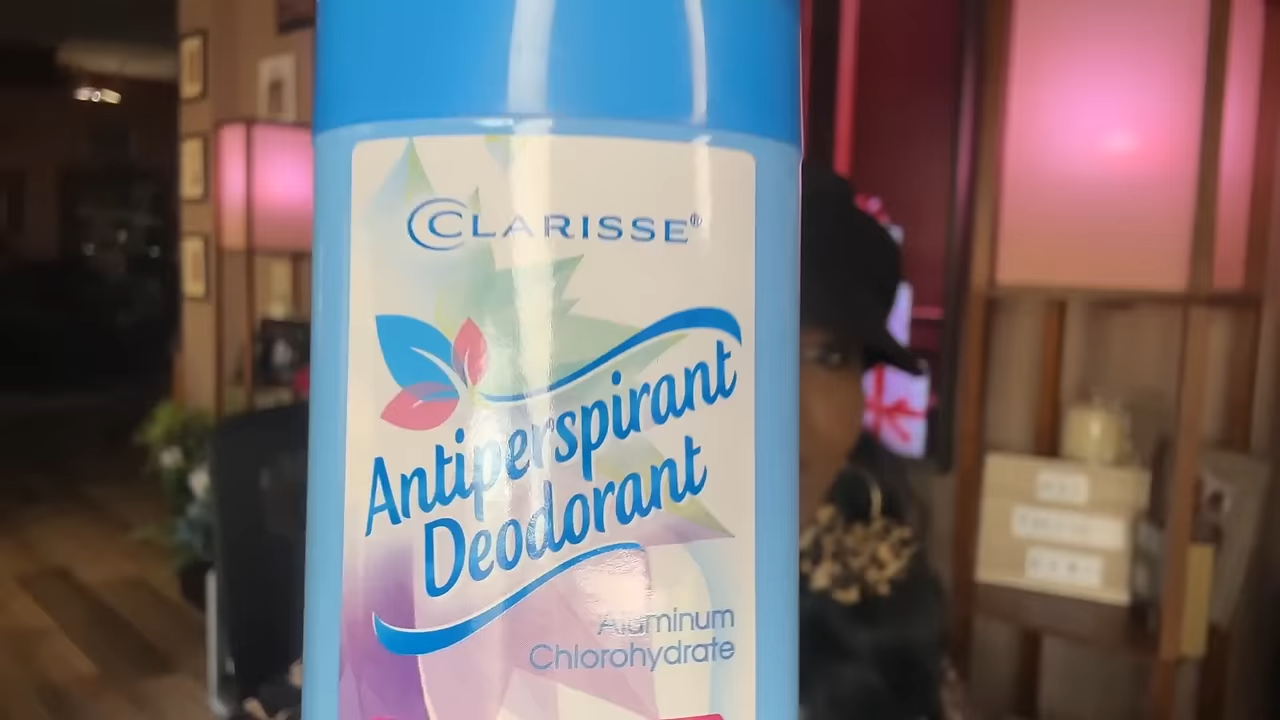 CLARISSE®
Antiperspirant
Deodorant
Aluminum
Chlorohydrate